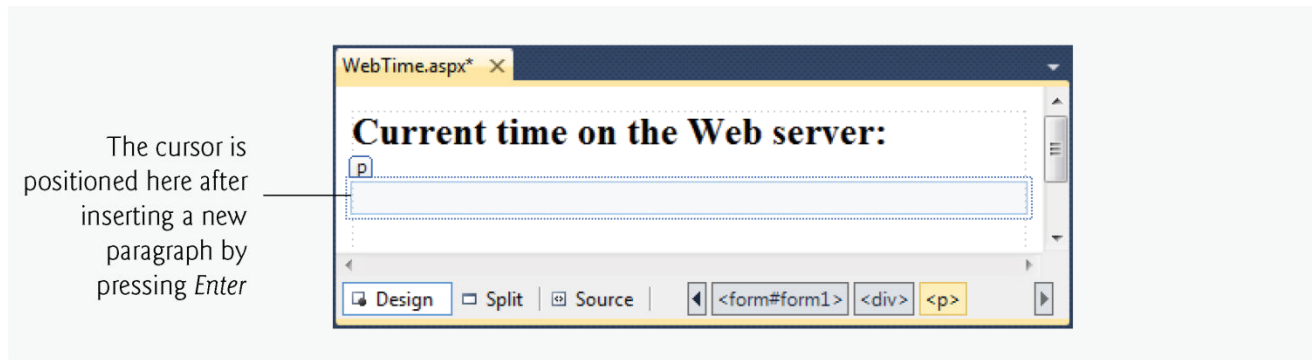 WebTime.aspx*
Current time on the Web server:
p
The cursor is
positioned here after
inserting a new
paragraph by
pressing Enter
Design Split Source <form#form1> <div> <p>